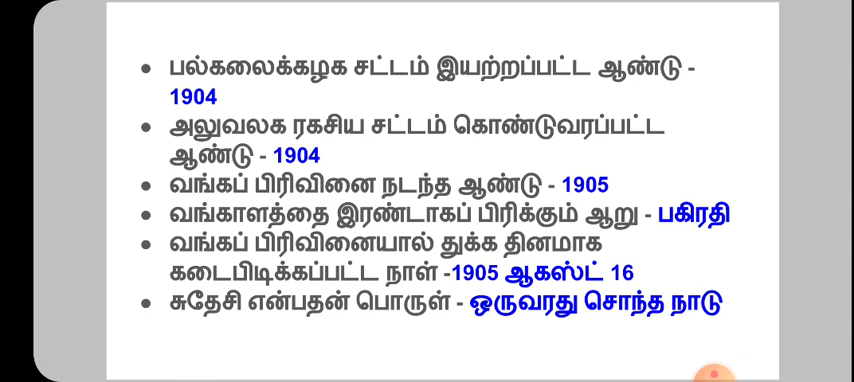 • பல்கலைக்கழக சட்டம் இயற்றப்பட்ட ஆண்டு -
1904
• அலுவலக ரகசிய சட்டம் கொண்டுவரப்பட்ட
ஆண்டு - 1904
• வங்கப் பிரிவினை நடந்த ஆண்டு - 1905
• வங்காளத்தை இரண்டாகப் பிரிக்கும் ஆறு - பகிரதி
• வங்கப் பிரிவினையால் துக்க தினமாக
கடைபிடிக்கப்பட்ட நாள் -1905 ஆகஸ்ட் 16
• சுதேசி என்பதன் பொருள் - ஒருவரது சொந்த நாடு